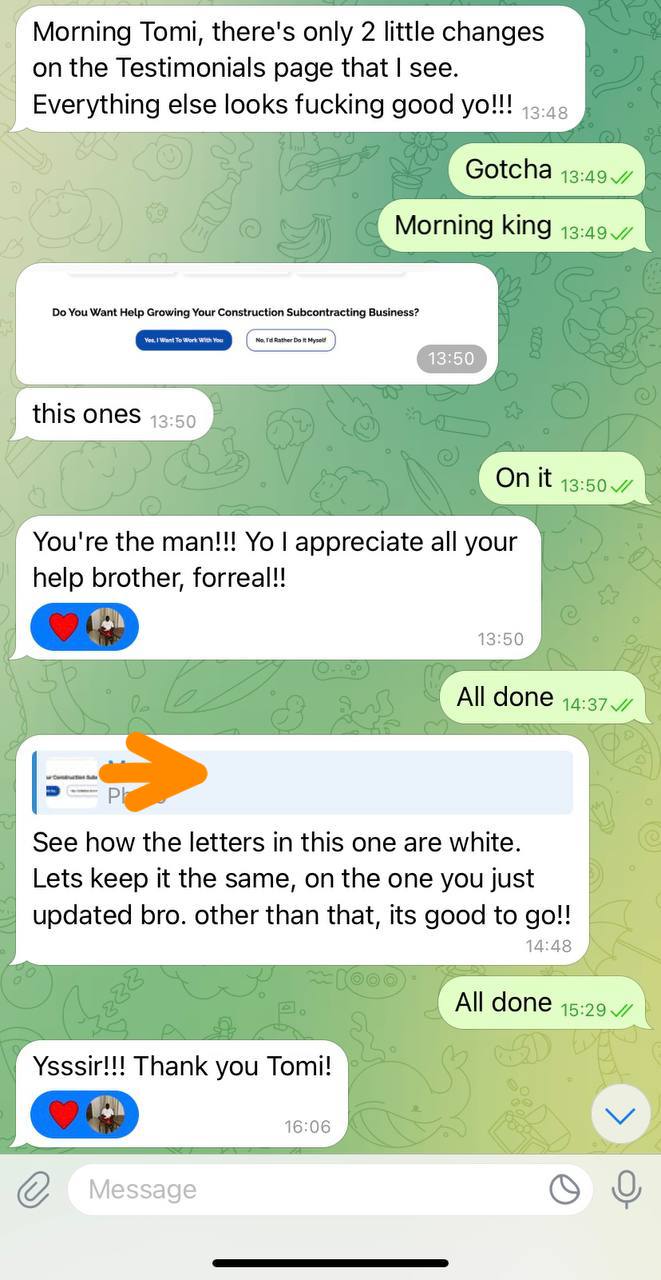 Morning Tomi, there's only 2 little changes
on the Testimonials page that I see.
Everything else looks fucking good yo!!! 13:48
Gotcha 13:49
Morning king 13:49
Do You Want Help Growing Your Construction Subcontracting Business?
Yes, I Want To Work With You No, I'd Rather Do It Myself
13:50
this ones 13:50
On it 13:50
You're the man!!! Yo I appreciate all your
help brother, forreal!!
13:50
All done 14:37
ur Construction Subc
See how the letters in this one are white.
Lets keep it the same, on the one you just
updated bro. other than that, its good to go!!
14:48
All done 15:29
Ysssir!!! Thank you Tomi!
16:06
Message